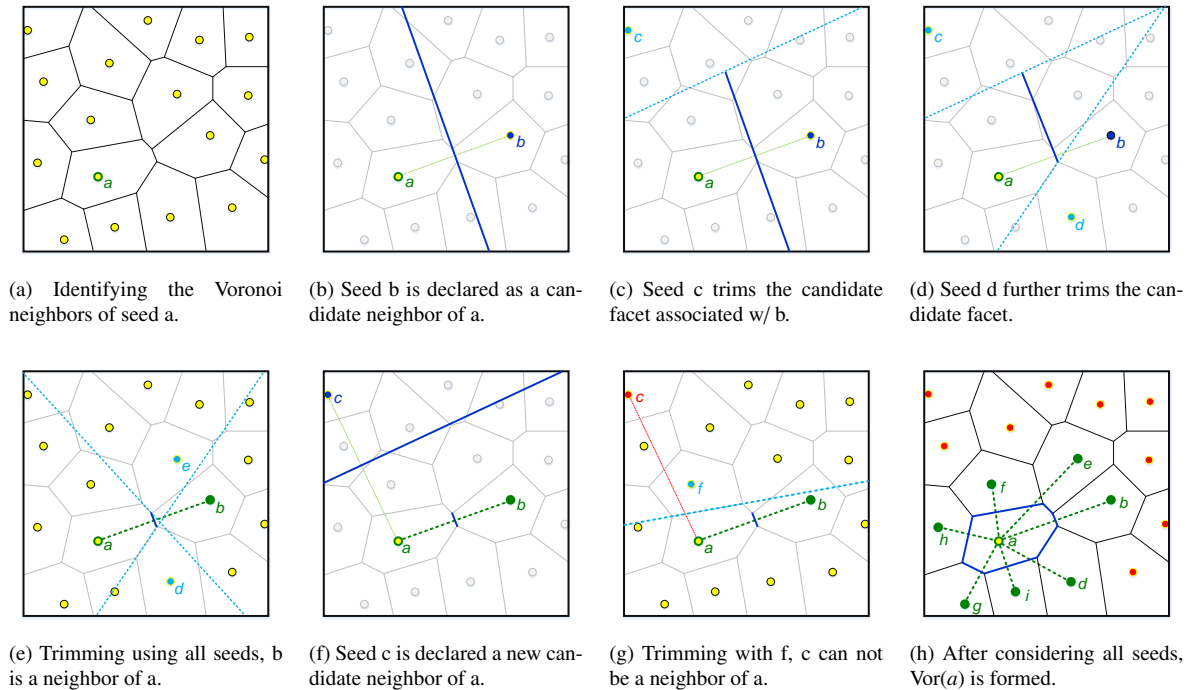 a
b
a
c
b
a
c
b
a
d
(a) Identifying the Voronoi
neighbors of seed a.
(b) Seed b is declared as a can-
didate neighbor of a.
(c) Seed c trims the candidate
facet associated w/ b.
(d) Seed d further trims the can-
didate facet.
e
b
a
d
c
b
a
c
f
b
a
e
f
b
h
a
d
g
i
(e) Trimming using all seeds, b
is a neighbor of a.
(f) Seed c is declared a new can-
didate neighbor of a.
(g) Trimming with f, c can not
be a neighbor of a.
(h) After considering all seeds,
Vor(a) is formed.